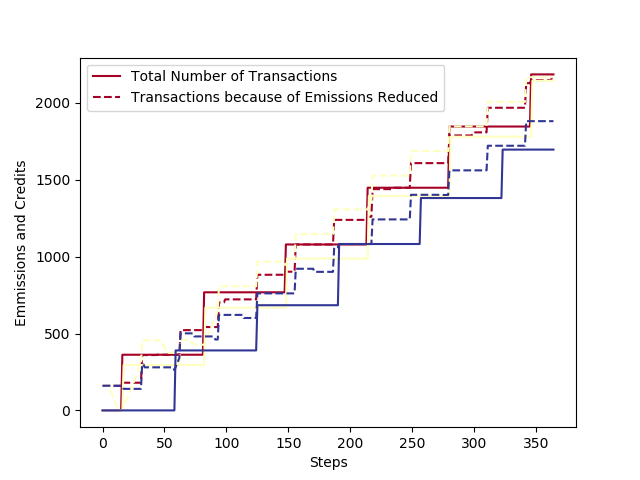 Total Number of Transactions
Transactions because of Emissions Reduced
Emmissions and Credits
2000
1500
1000
500
0
0 50 100 150 200 250 300 350
Steps